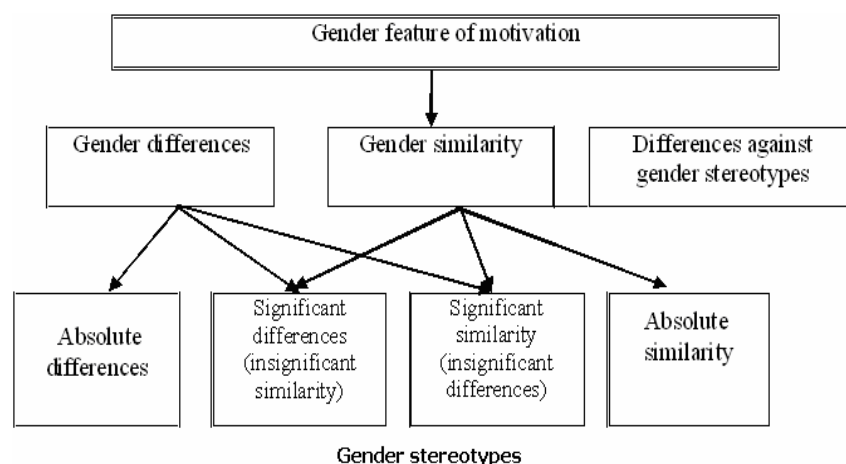 Gender feature of motivation
Gender differences
Gender similarity
Differences against
gender stereotypes
Absolute
differences
Significant
differences
(insignificant
similarity)
Significant
similarity
(insignificant
differences)
Absolute
similarity
Gender stereotypes